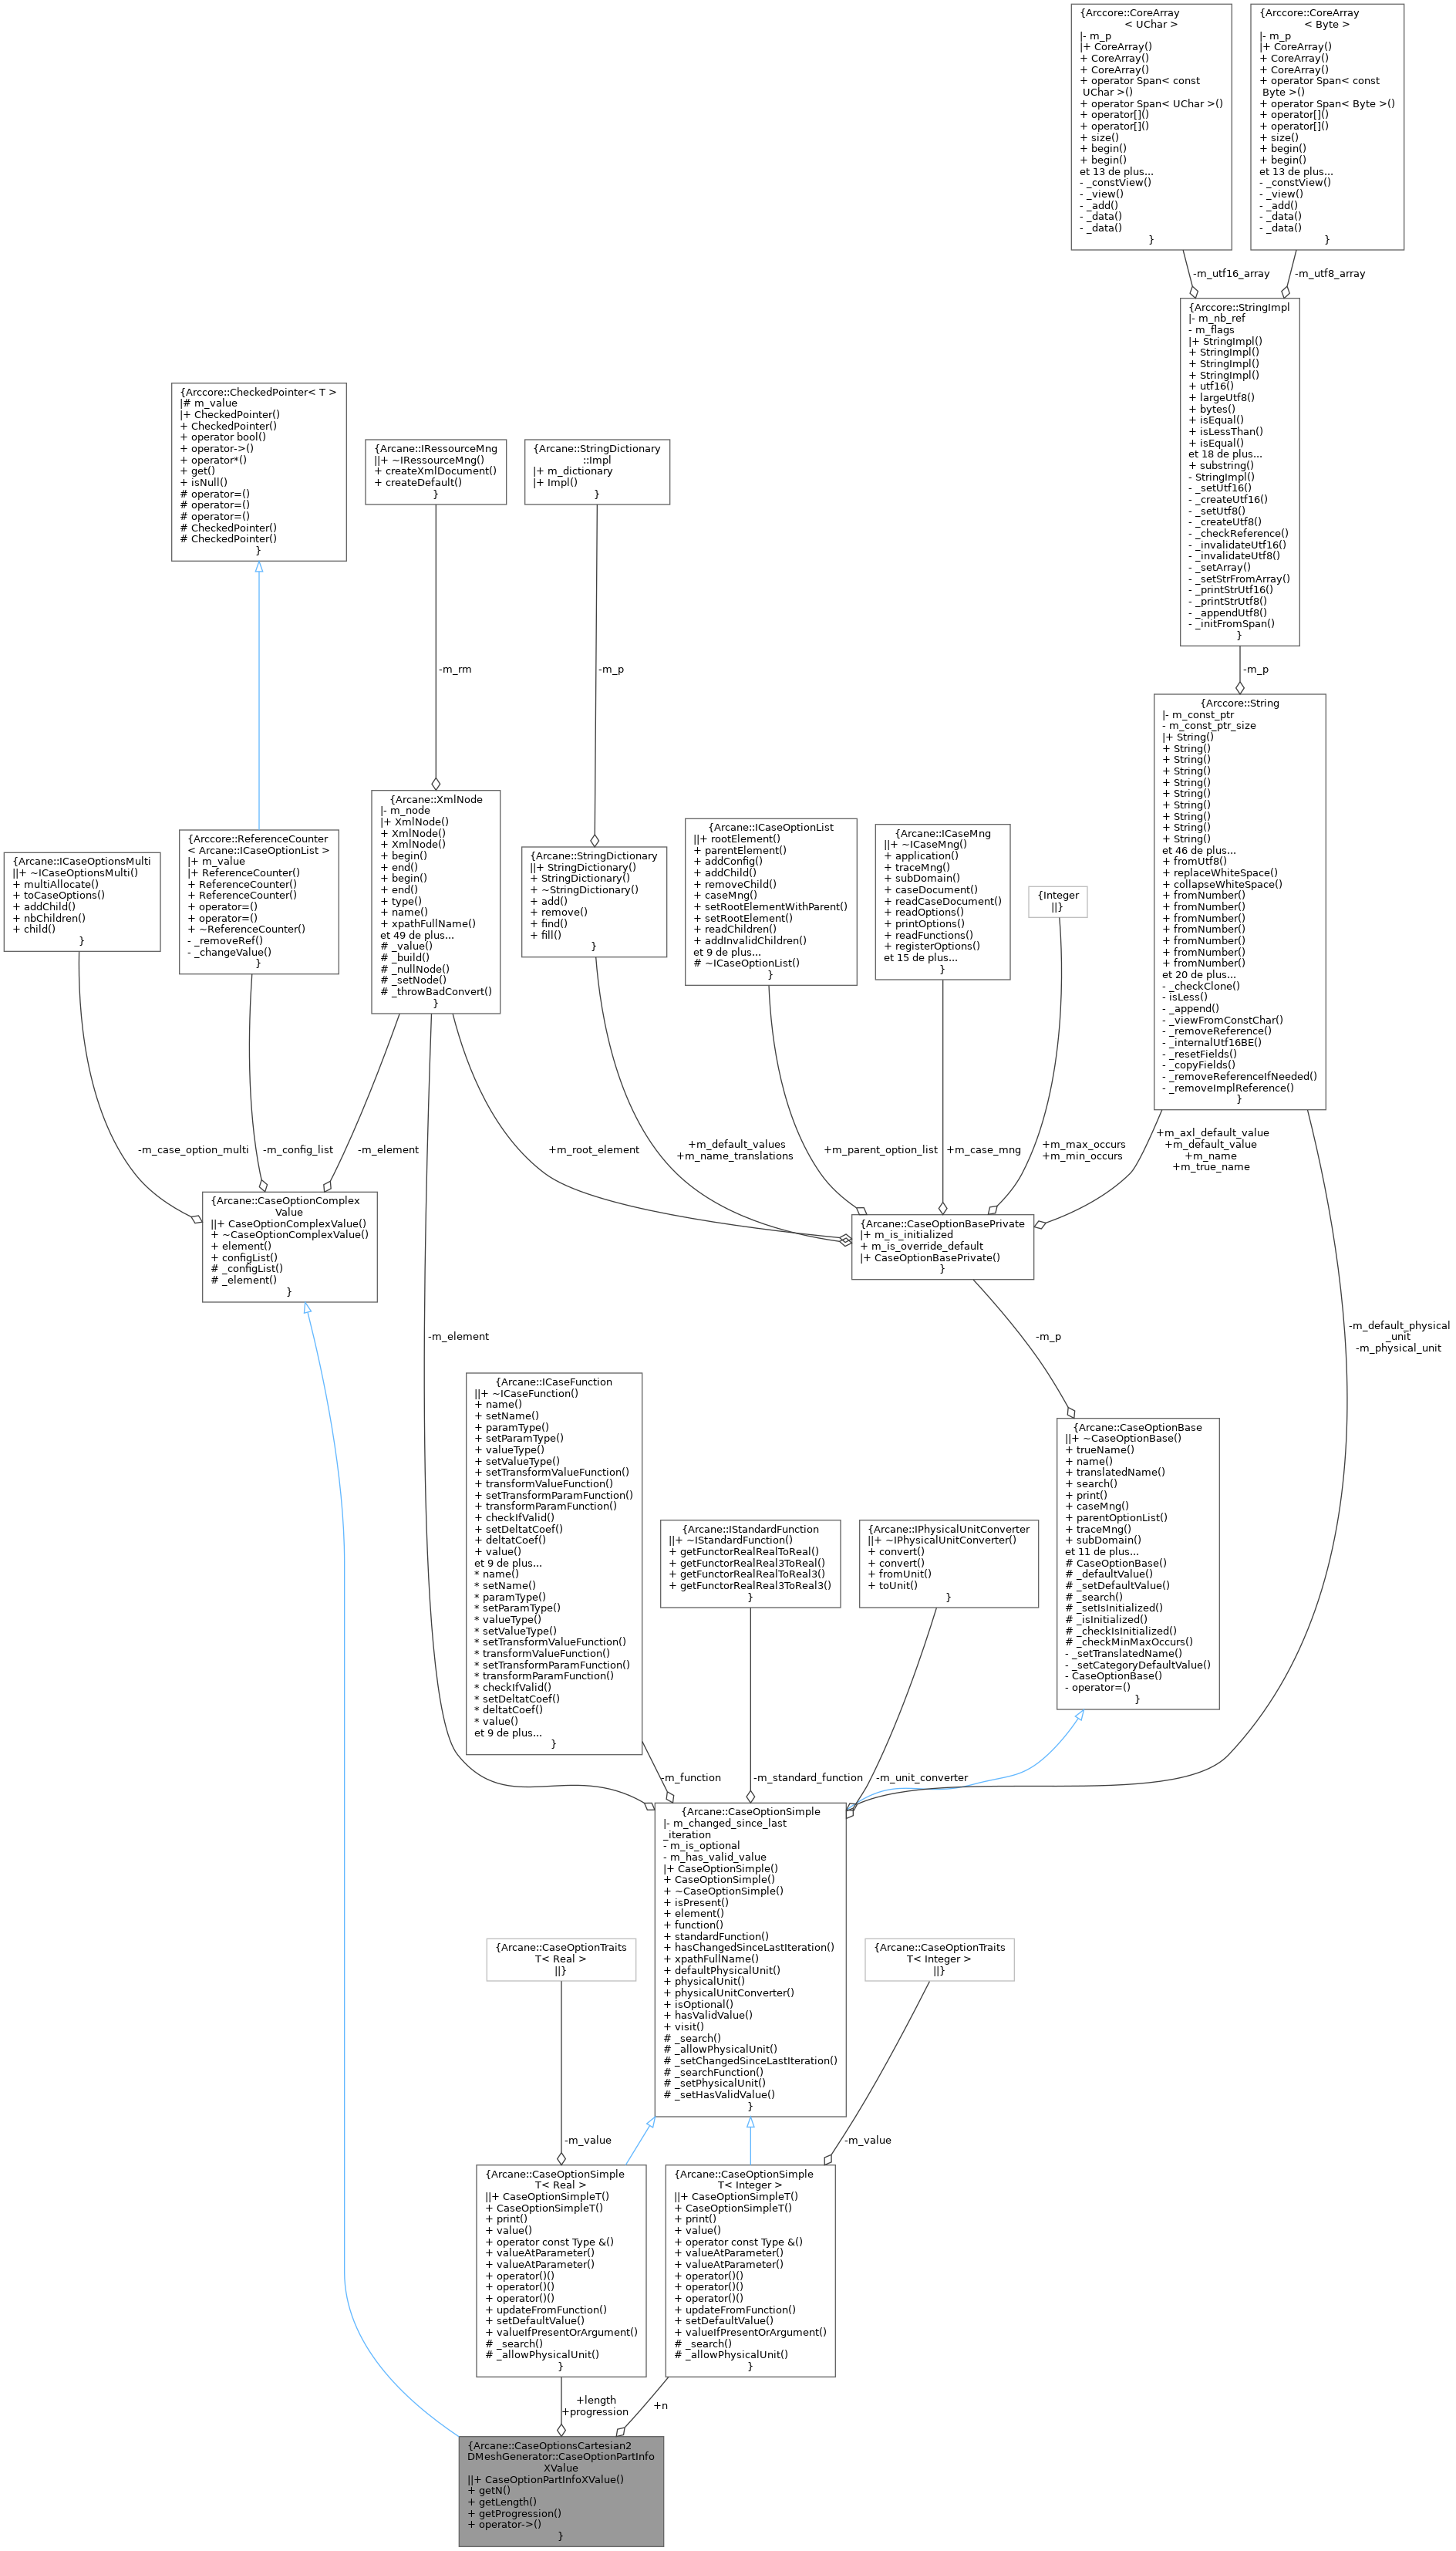 {Arccore::CoreArray
< UChar >
|- m_p
|+ CoreArray()
+ CoreArray()
+ CoreArray()
+ operator Span< const
UChar >()
+ operator Span< UChar >()
+ operator[]()
+ operator[]()
+ size()
+ begin()
+ begin()
et 13 de plus...
- _constView()
- _view()
- _add()
- _data()
- _data()
}
{Arccore::CoreArray
< Byte >
|- m_p
|+ CoreArray()
+ CoreArray()
+ CoreArray()
+ operator Span< const
Byte >()
+ operator Span< Byte >()
+ operator[]()
+ operator[]()
+ size()
+ begin()
+ begin()
et 13 de plus...
- _constView()
- _view()
- _add()
- _data()
- _data()
}
-m_utf16_array
-m_utf8_array
{Arccore::StringImpl
|- m_nb_ref
- m_flags
|+ StringImpl()
+ StringImpl()
+ StringImpl()
+ StringImpl()
+ utf16()
+ largeUtf8()
+ bytes()
+ isEqual()
+ isLessThan()
+ isEqual()
et 18 de plus...
+ substring()
- StringImpl()
- _setUtf16()
- _createUtf16()
- _setUtf8()
- _createUtf8()
- _checkReference()
- _invalidateUtf16()
- _invalidateUtf8()
- _setArray()
- _setStrFromArray()
- _printStrUtf16()
- _printStrUtf8()
- _appendUtf8()
- _initFromSpan()
}
{Arccore::CheckedPointer< T >
|# m_value
|+ CheckedPointer()
+ CheckedPointer()
+ operator bool()
+ operator->()
+ operator*()
+ get()
+ isNull()
# operator=()
# operator=()
# operator=()
# CheckedPointer()
# CheckedPointer()
}
{Arcane::IRessourceMng
||+ ~IRessourceMng()
+ createXmlDocument()
+ createDefault()
}
{Arcane::StringDictionary
::Impl
|+ m_dictionary
|+ Impl()
}
-m_rm
-m_p
-m_p
{Arccore::String
|- m_const_ptr
- m_const_ptr_size
|+ String()
+ String()
+ String()
+ String()
+ String()
+ String()
+ String()
+ String()
+ String()
+ String()
et 46 de plus...
+ fromUtf8()
+ replaceWhiteSpace()
+ collapseWhiteSpace()
+ fromNumber()
+ fromNumber()
+ fromNumber()
+ fromNumber()
+ fromNumber()
+ fromNumber()
+ fromNumber()
et 20 de plus...
- _checkClone()
- isLess()
- _append()
- _viewFromConstChar()
- _removeReference()
- _internalUtf16BE()
- _resetFields()
- _copyFields()
- _removeReferenceIfNeeded()
- _removeImplReference()
}
{Arcane::ICaseOptionsMulti
||+ ~ICaseOptionsMulti()
+ multiAllocate()
+ toCaseOptions()
+ addChild()
+ nbChildren()
+ child()
}
{Arccore::ReferenceCounter
< Arcane::ICaseOptionList >
|+ m_value
|+ ReferenceCounter()
+ ReferenceCounter()
+ ReferenceCounter()
+ operator=()
+ operator=()
+ ~ReferenceCounter()
- _removeRef()
- _changeValue()
}
{Arcane::XmlNode
|- m_node
|+ XmlNode()
+ XmlNode()
+ XmlNode()
+ begin()
+ end()
+ begin()
+ end()
+ type()
+ name()
+ xpathFullName()
et 49 de plus...
# _value()
# _build()
# _nullNode()
# _setNode()
# _throwBadConvert()
}
{Arcane::StringDictionary
||+ StringDictionary()
+ StringDictionary()
+ ~StringDictionary()
+ add()
+ remove()
+ find()
+ fill()
}
{Arcane::ICaseOptionList
||+ rootElement()
+ parentElement()
+ addConfig()
+ addChild()
+ removeChild()
+ caseMng()
+ setRootElementWithParent()
+ setRootElement()
+ readChildren()
+ addInvalidChildren()
et 9 de plus...
# ~ICaseOptionList()
}
{Arcane::ICaseMng
||+ ~ICaseMng()
+ application()
+ traceMng()
+ subDomain()
+ caseDocument()
+ readCaseDocument()
+ readOptions()
+ printOptions()
+ readFunctions()
+ registerOptions()
et 15 de plus...
}
{Integer
||}
-m_case_option_multi
-m_config_list
-m_element
+m_root_element
+m_default_values
+m_name_translations
+m_parent_option_list
+m_case_mng
+m_max_occurs
+m_min_occurs
+m_axl_default_value
+m_default_value
+m_name
+m_true_name
{Arcane::CaseOptionComplex
Value
||+ CaseOptionComplexValue()
+ ~CaseOptionComplexValue()
+ element()
+ configList()
# _configList()
# _element()
}
{Arcane::CaseOptionBasePrivate
|+ m_is_initialized
+ m_is_override_default
|+ CaseOptionBasePrivate()
}
-m_element
-m_p
-m_default_physical
_unit
-m_physical_unit
{Arcane::ICaseFunction
||+ ~ICaseFunction()
+ name()
+ setName()
+ paramType()
+ setParamType()
+ valueType()
+ setValueType()
+ setTransformValueFunction()
+ transformValueFunction()
+ setTransformParamFunction()
+ transformParamFunction()
+ checkIfValid()
+ setDeltatCoef()
+ deltatCoef()
+ value()
et 9 de plus...
* name()
* setName()
* paramType()
* setParamType()
* valueType()
* setValueType()
* setTransformValueFunction()
* transformValueFunction()
* setTransformParamFunction()
* transformParamFunction()
* checkIfValid()
* setDeltatCoef()
* deltatCoef()
* value()
et 9 de plus...
}
{Arcane::IStandardFunction
||+ ~IStandardFunction()
+ getFunctorRealRealToReal()
+ getFunctorRealReal3ToReal()
+ getFunctorRealRealToReal3()
+ getFunctorRealReal3ToReal3()
}
{Arcane::IPhysicalUnitConverter
||+ ~IPhysicalUnitConverter()
+ convert()
+ convert()
+ fromUnit()
+ toUnit()
}
{Arcane::CaseOptionBase
||+ ~CaseOptionBase()
+ trueName()
+ name()
+ translatedName()
+ search()
+ print()
+ caseMng()
+ parentOptionList()
+ traceMng()
+ subDomain()
et 11 de plus...
# CaseOptionBase()
# _defaultValue()
# _setDefaultValue()
# _search()
# _setIsInitialized()
# _isInitialized()
# _checkIsInitialized()
# _checkMinMaxOccurs()
- _setTranslatedName()
- _setCategoryDefaultValue()
- CaseOptionBase()
- operator=()
}
-m_function
-m_standard_function
-m_unit_converter
{Arcane::CaseOptionSimple
|- m_changed_since_last
_iteration
- m_is_optional
- m_has_valid_value
|+ CaseOptionSimple()
+ CaseOptionSimple()
+ ~CaseOptionSimple()
+ isPresent()
+ element()
+ function()
+ standardFunction()
+ hasChangedSinceLastIteration()
+ xpathFullName()
+ defaultPhysicalUnit()
+ physicalUnit()
+ physicalUnitConverter()
+ isOptional()
+ hasValidValue()
+ visit()
# _search()
# _allowPhysicalUnit()
# _setChangedSinceLastIteration()
# _searchFunction()
# _setPhysicalUnit()
# _setHasValidValue()
}
{Arcane::CaseOptionTraits
T< Real >
||}
{Arcane::CaseOptionTraits
T< Integer >
||}
-m_value
-m_value
{Arcane::CaseOptionSimple
T< Real >
||+ CaseOptionSimpleT()
+ CaseOptionSimpleT()
+ print()
+ value()
+ operator const Type &()
+ valueAtParameter()
+ valueAtParameter()
+ operator()()
+ operator()()
+ operator()()
+ updateFromFunction()
+ setDefaultValue()
+ valueIfPresentOrArgument()
# _search()
# _allowPhysicalUnit()
}
{Arcane::CaseOptionSimple
T< Integer >
||+ CaseOptionSimpleT()
+ CaseOptionSimpleT()
+ print()
+ value()
+ operator const Type &()
+ valueAtParameter()
+ valueAtParameter()
+ operator()()
+ operator()()
+ operator()()
+ updateFromFunction()
+ setDefaultValue()
+ valueIfPresentOrArgument()
# _search()
# _allowPhysicalUnit()
}
+length
+progression
+n
{Arcane::CaseOptionsCartesian2
DMeshGenerator::CaseOptionPartInfo
XValue
||+ CaseOptionPartInfoXValue()
+ getN()
+ getLength()
+ getProgression()
+ operator->()
}